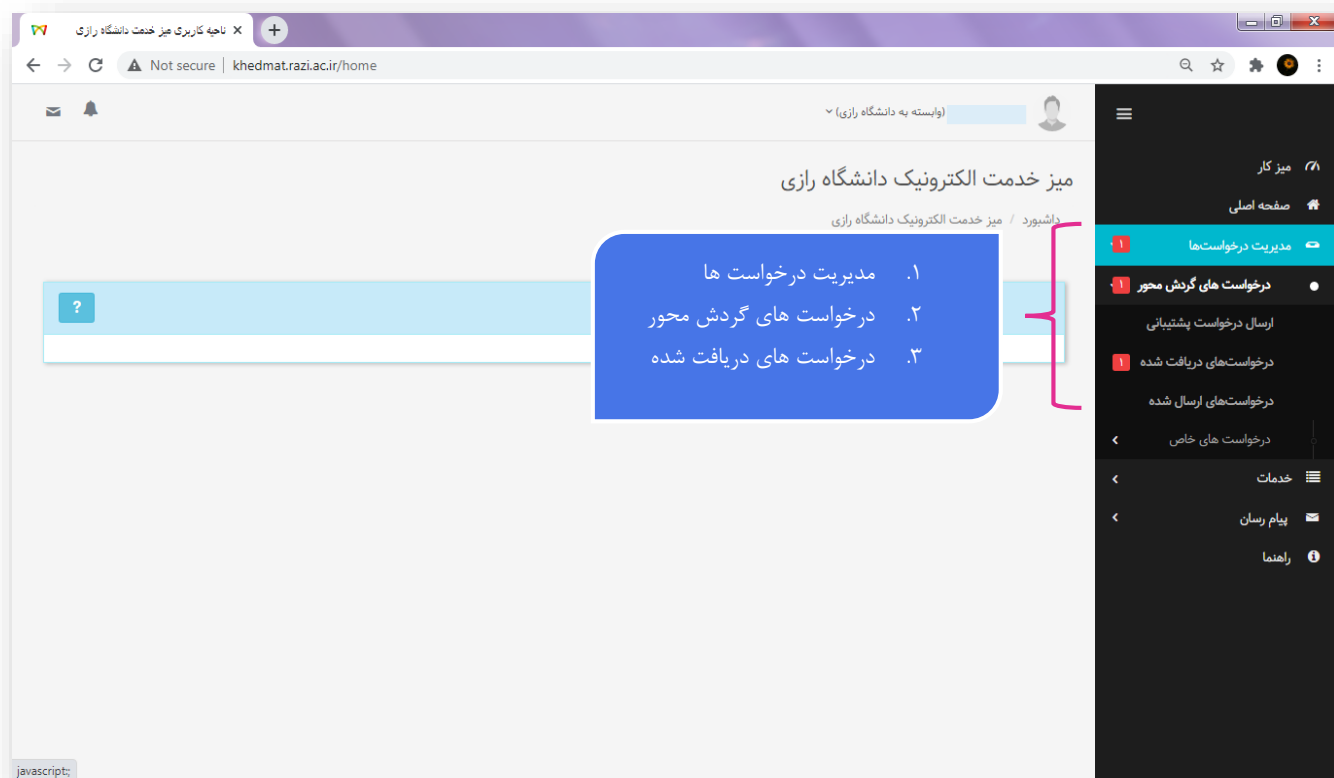 ناحیه کاربری میز خدمت دانشگاه رازی
Not secure | khedmat.razi.ac.ir/home
(وابسته به دانشگاه رازی)
میز خدمت الکترونیک دانشگاه رازی
داشبورد / میز خدمت الکترونیک دانشگاه رازی
?
۱. مدیریت درخواست ها
۲. درخواست های گردش محور
۳. درخواست های دریافت شده
میز کار
صفحه اصلی
مدیریت درخواست‌ها ۱
درخواست های گردش محور ۱
ارسال درخواست پشتیبانی
درخواست‌های دریافت شده ۱
درخواست‌های ارسال شده
درخواست های خاص
خدمات
پیام رسان
راهنما
javascript:;